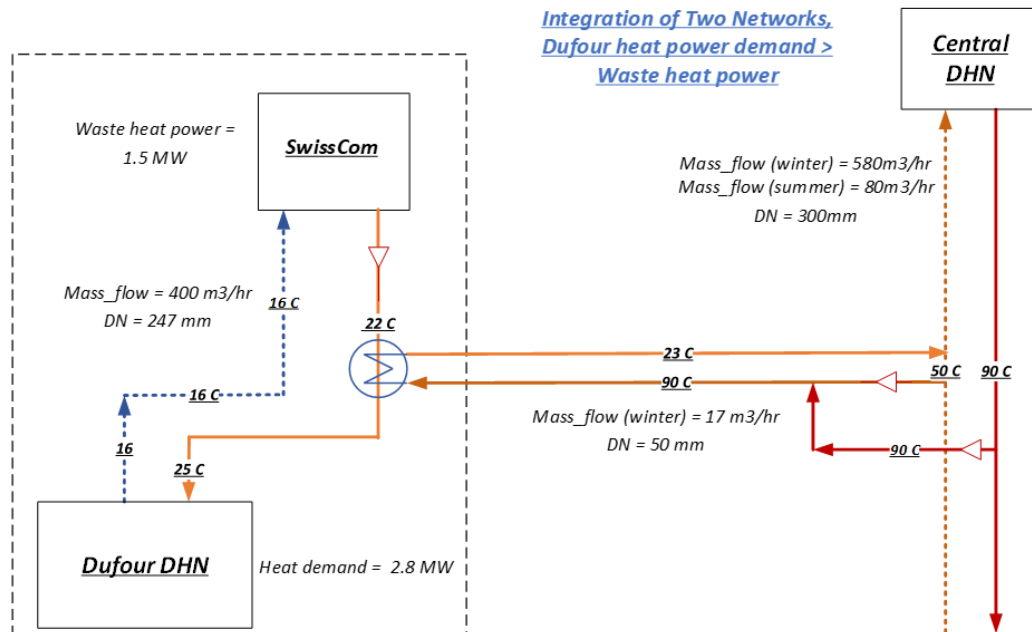 Integration of Two Networks,
Dufour heat power demand >
Waste heat power
Central
DHN
Waste heat power =
1.5 MW
SwissCom
Mass_flow (winter) = 580m3/hr
Mass_flow (summer) = 80m3/hr
DN = 300mm
Mass_flow = 400 m3/hr
DN = 247 mm
16 C
22 C
23 C
50 C
90 C
90 C
16 C
Mass_flow (winter) = 17 m3/hr
DN = 50 mm
16
25 C
90 C
Dufour DHN
Heat demand = 2.8 MW